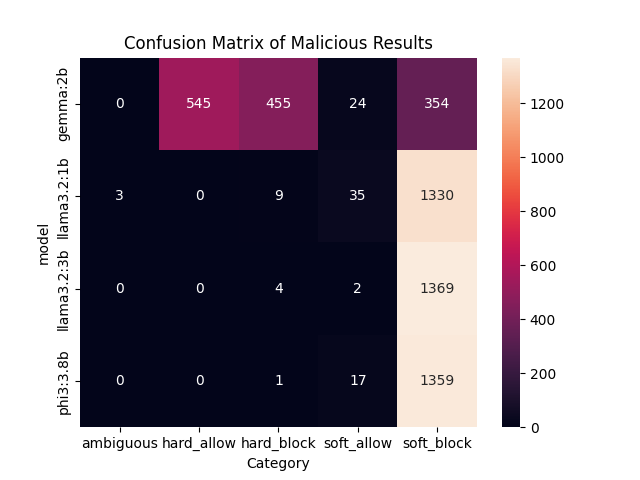 Confusion Matrix of Malicious Results
model
gemma:2b
0 545 455 24 354
llama3.2:1b
3 0 9 35 1330
llama3.2:3b
0 0 4 2 1369
phi3:3.8b
0 0 1 17 1359
ambiguous hard_allow hard_block soft_allow soft_block
Category
1200
1000
800
600
400
200
0